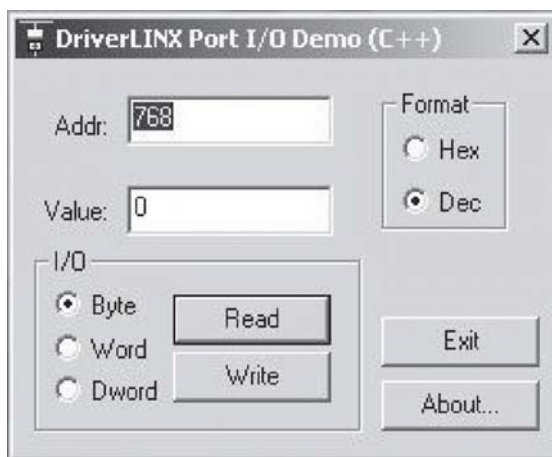 DriverLINX Port I/O Demo (C++)
Addr: 768
Format
Hex
Dec
Value: 0
I/O
Byte
Word
Dword
Read
Write
Exit
About...